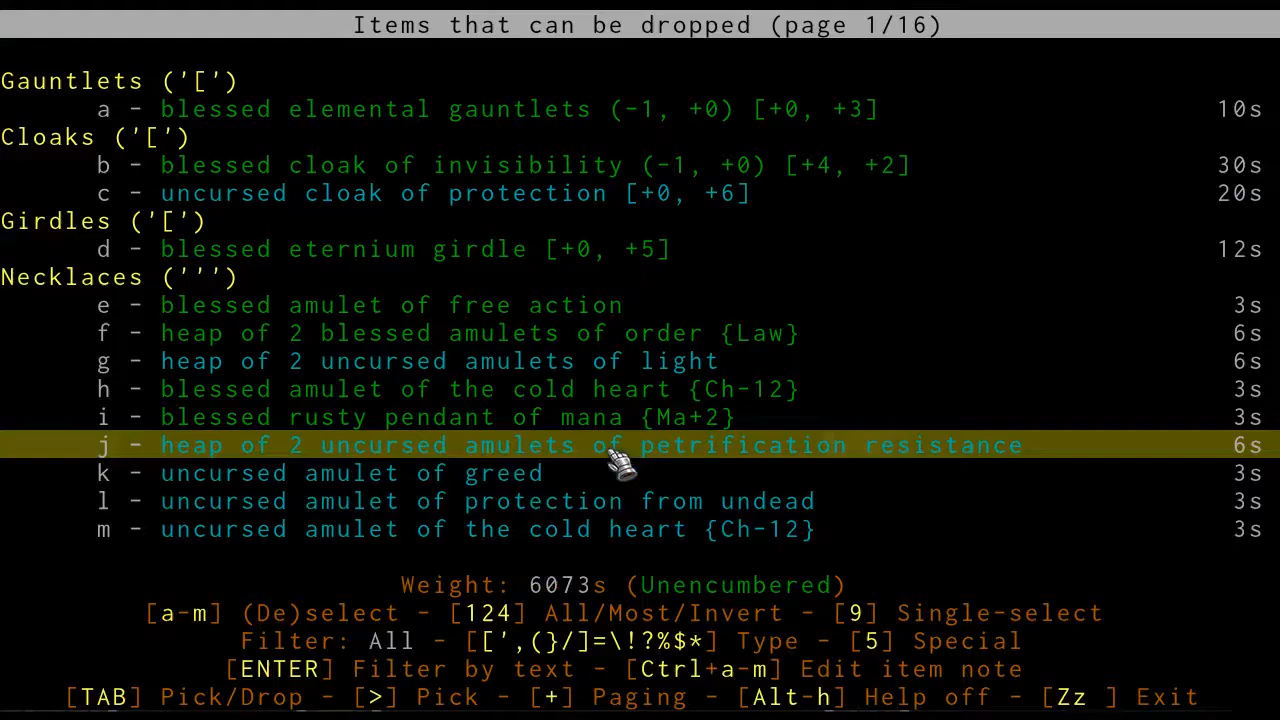 Items that can be dropped (page 1/16)
Gauntlets ('[')
a - blessed elemental gauntlets (-1, +0) [+0, +3] 10s
Cloaks ('[')
b - blessed cloak of invisibility (-1, +0) [+4, +2] 30s
c - uncursed cloak of protection [+0, +6] 20s
Girdles ('[')
d - blessed eternium girdle [+0, +5] 12s
Necklaces (''')
e - blessed amulet of free action 3s
f - heap of 2 blessed amulets of order {Law} 6s
g - heap of 2 uncursed amulets of light 6s
h - blessed amulet of the cold heart {Ch-12} 3s
i - blessed rusty pendant of mana {Ma+2} 3s
j - heap of 2 uncursed amulets of petrification resistance 6s
k - uncursed amulet of greed 3s
l - uncursed amulet of protection from undead 3s
m - uncursed amulet of the cold heart {Ch-12} 3s
Weight: 6073s (Unencumbered)
[a-m] (De)select - [124] All/Most/Invert - [9] Single-select
Filter: All - [[',(}/]=\!?%$*] Type - [5] Special
[ENTER] Filter by text - [Ctrl+a-m] Edit item note
[TAB] Pick/Drop - [>] Pick - [+] Paging - [Alt-h] Help off - [Zz ] Exit